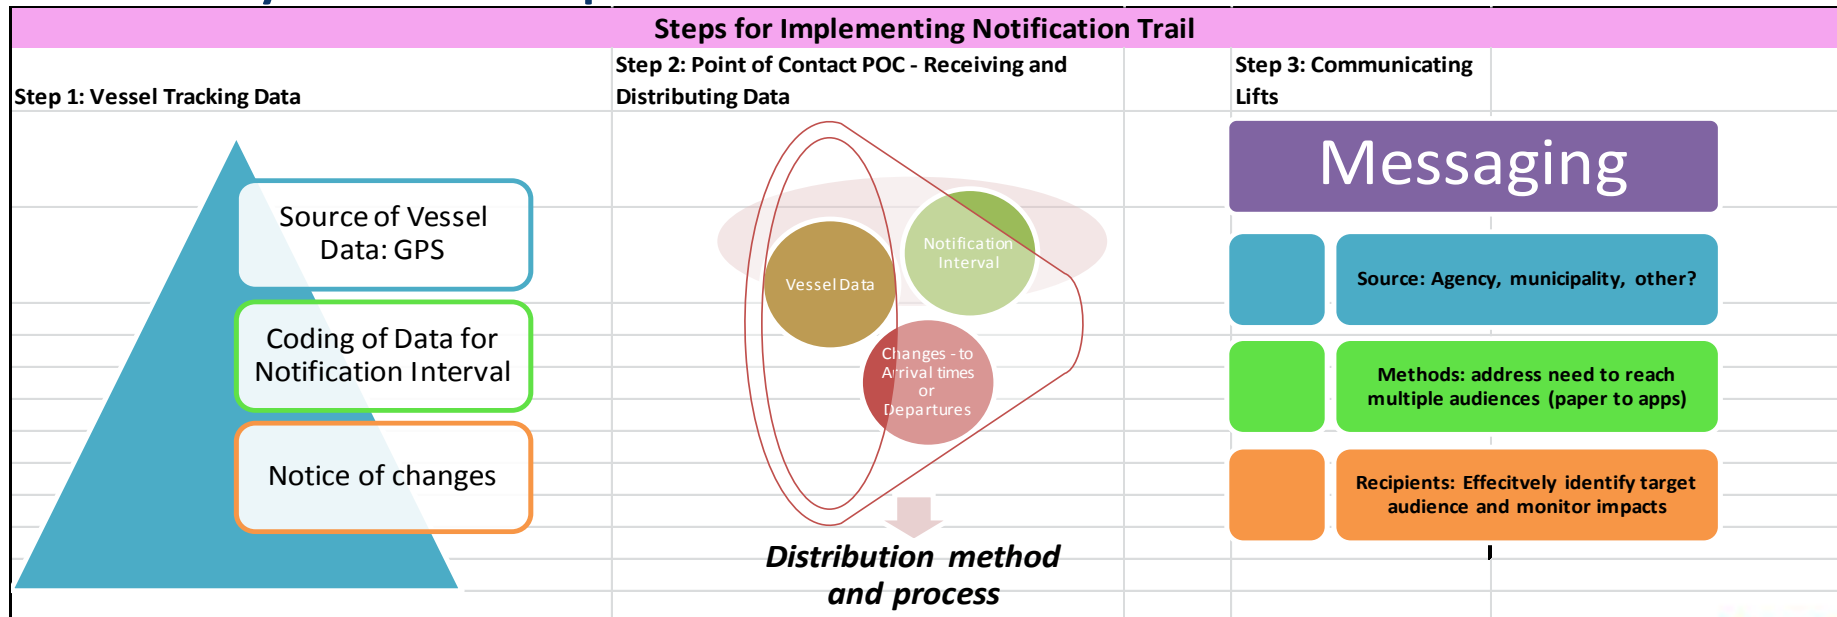 Steps for Implementing Notification Trail
Step 1: Vessel Tracking Data
Step 2: Point of Contact POC - Receiving and
Distributing Data
Step 3: Communicating
Lifts
Source of Vessel
Data: GPS
Coding of Data for
Notification Interval
Notice of changes
Vessel Data
Notification
Interval
Changes - to
Arrival times
or
Departures
Distribution method
and process
Messaging
Source: Agency, municipality, other?
Methods: address need to reach
multiple audiences (paper to apps)
Recipients: Effecitvely identify target
audience and monitor impacts